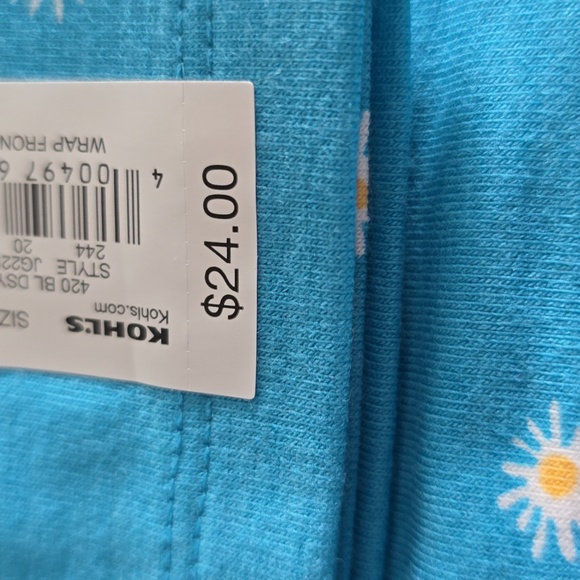 KOHL'S SIZ
Kohls.com
420 BL DSY
STYLE JG22
244 20
4 00497 6
WRAP FRON
$24.00